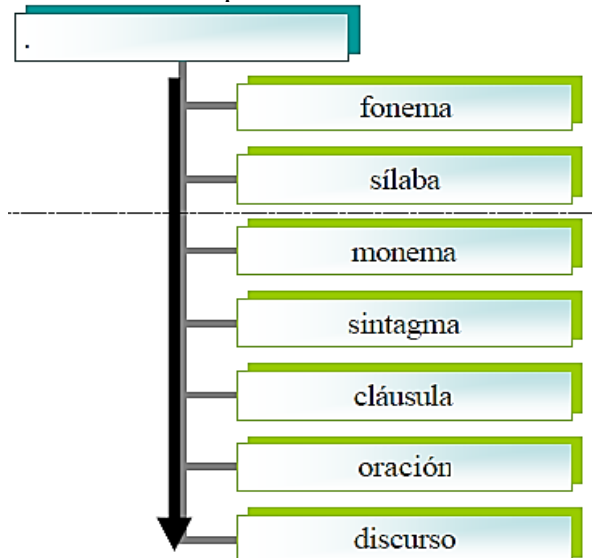 .
fonema
sílaba
monema
sintagma
cláusula
oración
discurso